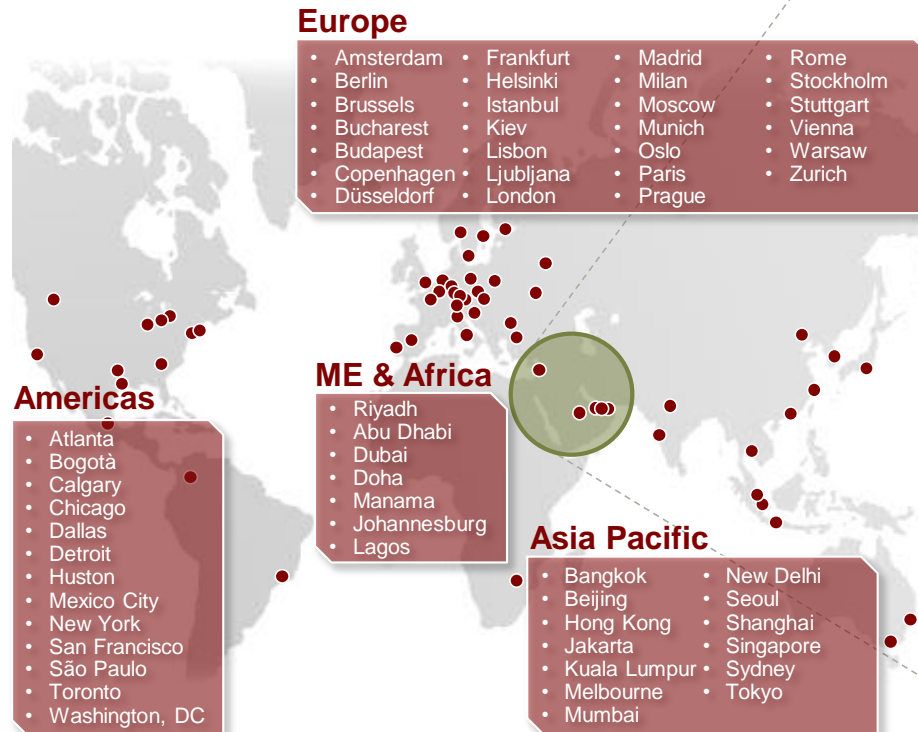 Europe
• Amsterdam
• Berlin
• Brussels
• Bucharest
• Budapest
• Copenhagen
• Düsseldorf
• Frankfurt
• Helsinki
• Istanbul
• Kiev
• Lisbon
• Ljubljana
• London
• Madrid
• Milan
• Moscow
• Munich
• Oslo
• Paris
• Prague
• Rome
• Stockholm
• Stuttgart
• Vienna
• Warsaw
• Zurich
Americas
• Atlanta
• Bogotà
• Calgary
• Chicago
• Dallas
• Detroit
• Huston
• Mexico City
• New York
• San Francisco
• São Paulo
• Toronto
• Washington, DC
ME & Africa
• Riyadh
• Abu Dhabi
• Dubai
• Doha
• Manama
• Johannesburg
• Lagos
Asia Pacific
• Bangkok
• Beijing
• Hong Kong
• Jakarta
• Kuala Lumpur
• Melbourne
• Mumbai
• New Delhi
• Seoul
• Shanghai
• Singapore
• Sydney
• Tokyo